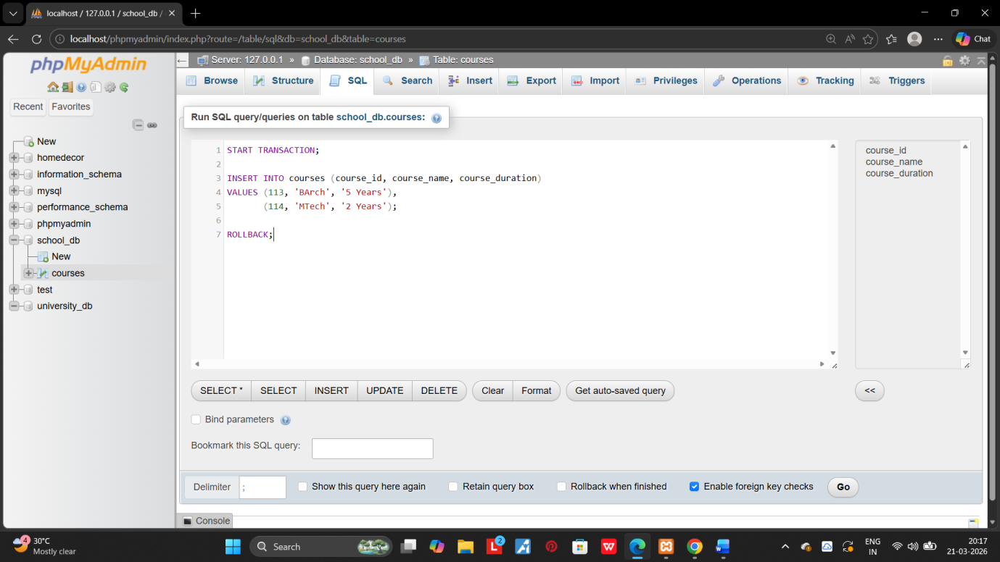 localhost / 127.0.0.1 / school_db /
localhost/phpmyadmin/index.php?route=/table/sql&db=school_db&table=courses
Chat
phpMyAdmin
Recent
Favorites
New
homedecor
information_schema
mysql
performance_schema
phpmyadmin
school_db
New
courses
test
university_db
Server: 127.0.0.1 » Database: school_db » Table: courses
Browse
Structure
SQL
Search
Insert
Export
Import
Privileges
Operations
Tracking
Triggers
Run SQL query/queries on table school_db.courses:
1 START TRANSACTION;
2
3 INSERT INTO courses (course_id, course_name, course_duration)
4 VALUES (113, 'BArch', '5 Years'),
5 (114, 'MTech', '2 Years');
6
7 ROLLBACK;
course_id
course_name
course_duration
SELECT *
SELECT
INSERT
UPDATE
DELETE
Clear
Format
Get auto-saved query
<<
Bind parameters
Bookmark this SQL query:
Delimiter ;
Show this query here again
Retain query box
Rollback when finished
Enable foreign key checks
Go
Console
4
30°C
Mostly clear
Search
L
2
W
W
ENG
IN
20:17
21-03-2026